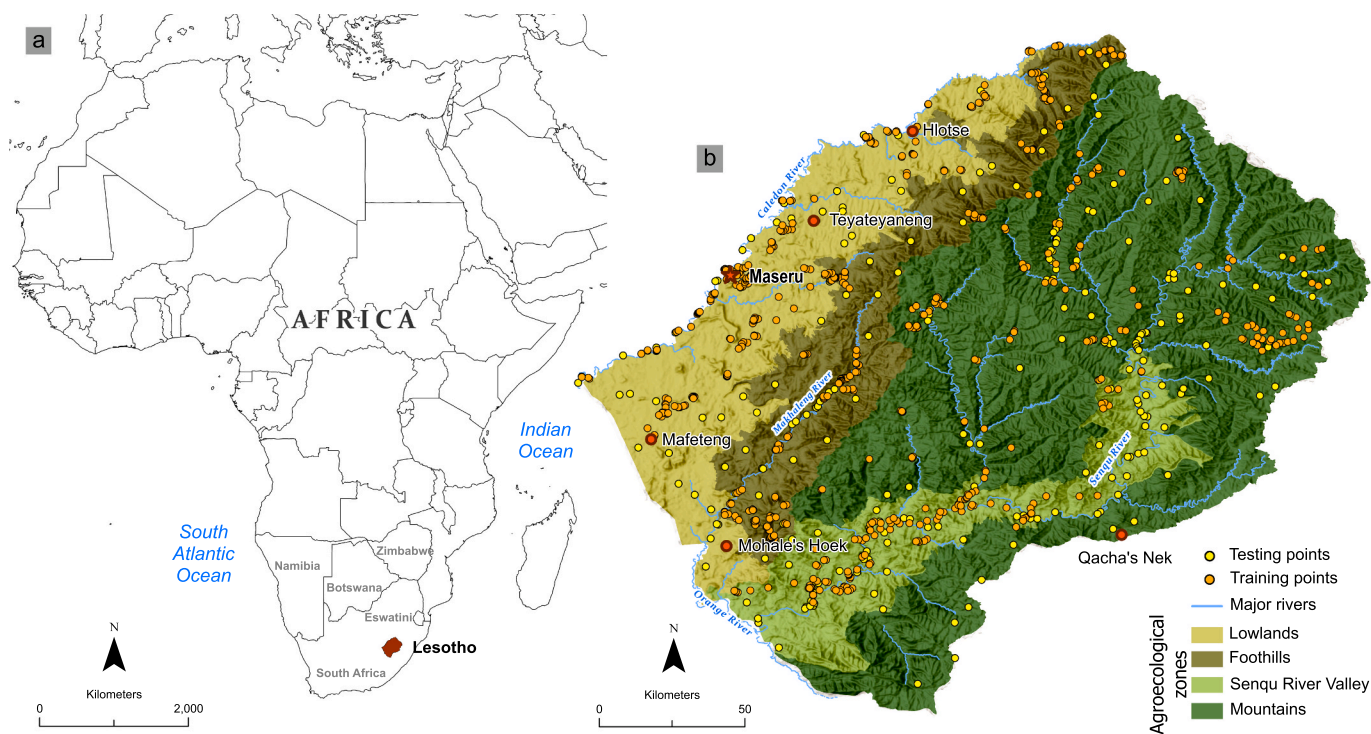 a
AFRICA
Indian
Ocean
South
Atlantic
Ocean
Zimbabwe
Namibia
Botswana
Eswatini
Lesotho
South Africa
N
Kilometers
0 2,000
b
Hlotse
Caledon River
Teyateyaneng
Maseru
Makhaleng River
Mafeteng
Senqu River
Mohale's Hoek
Qacha's Nek
Orange River
N
Kilometers
0 50
Testing points
Training points
Major rivers
Agroecological
zones
Lowlands
Foothills
Senqu River Valley
Mountains